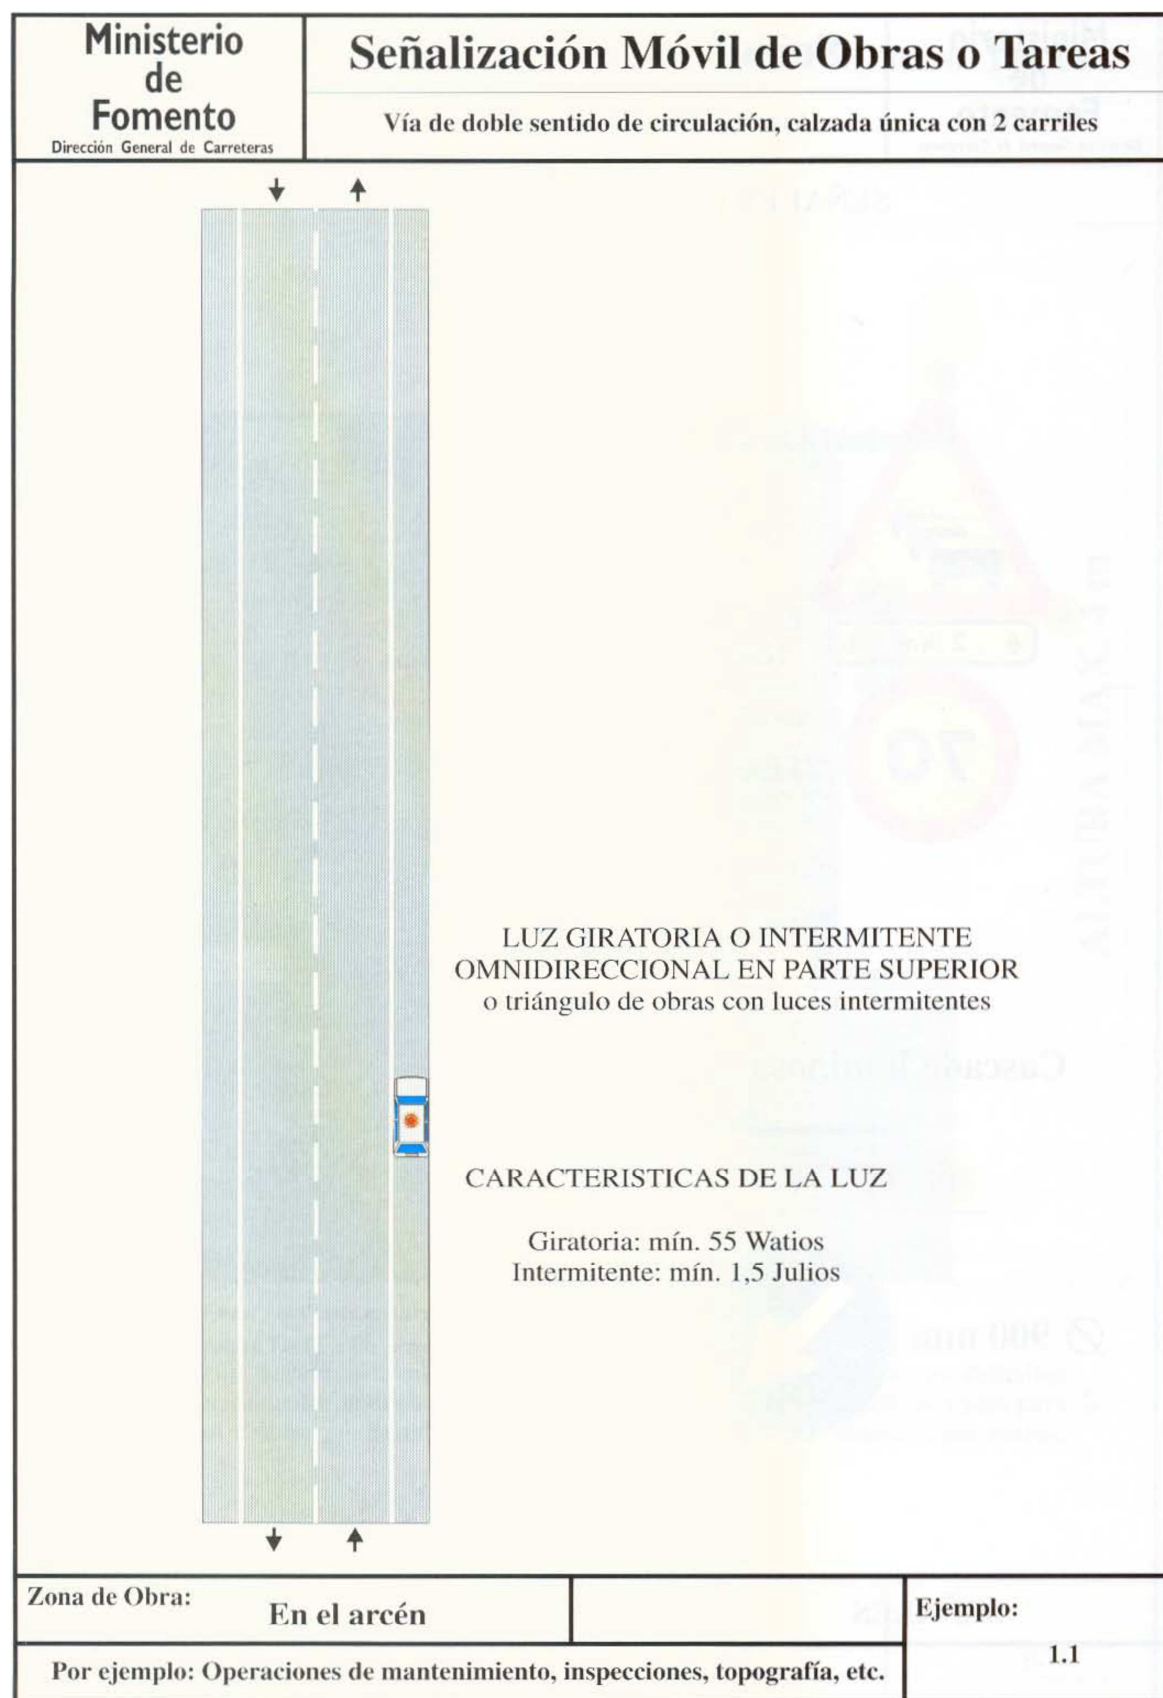 Ministerio
de
Fomento
Dirección General de Carreteras
Señalización Móvil de Obras o Tareas
Vía de doble sentido de circulación, calzada única con 2 carriles
LUZ GIRATORIA O INTERMITENTE
OMNIDIRECCIONAL EN PARTE SUPERIOR
o triángulo de obras con luces intermitentes
CARACTERISTICAS DE LA LUZ
Giratoria: mín. 55 Watios
Intermitente: mín. 1,5 Julios
Zona de Obra:
En el arcén
Ejemplo:
1.1
Por ejemplo: Operaciones de mantenimiento, inspecciones, topografía, etc.